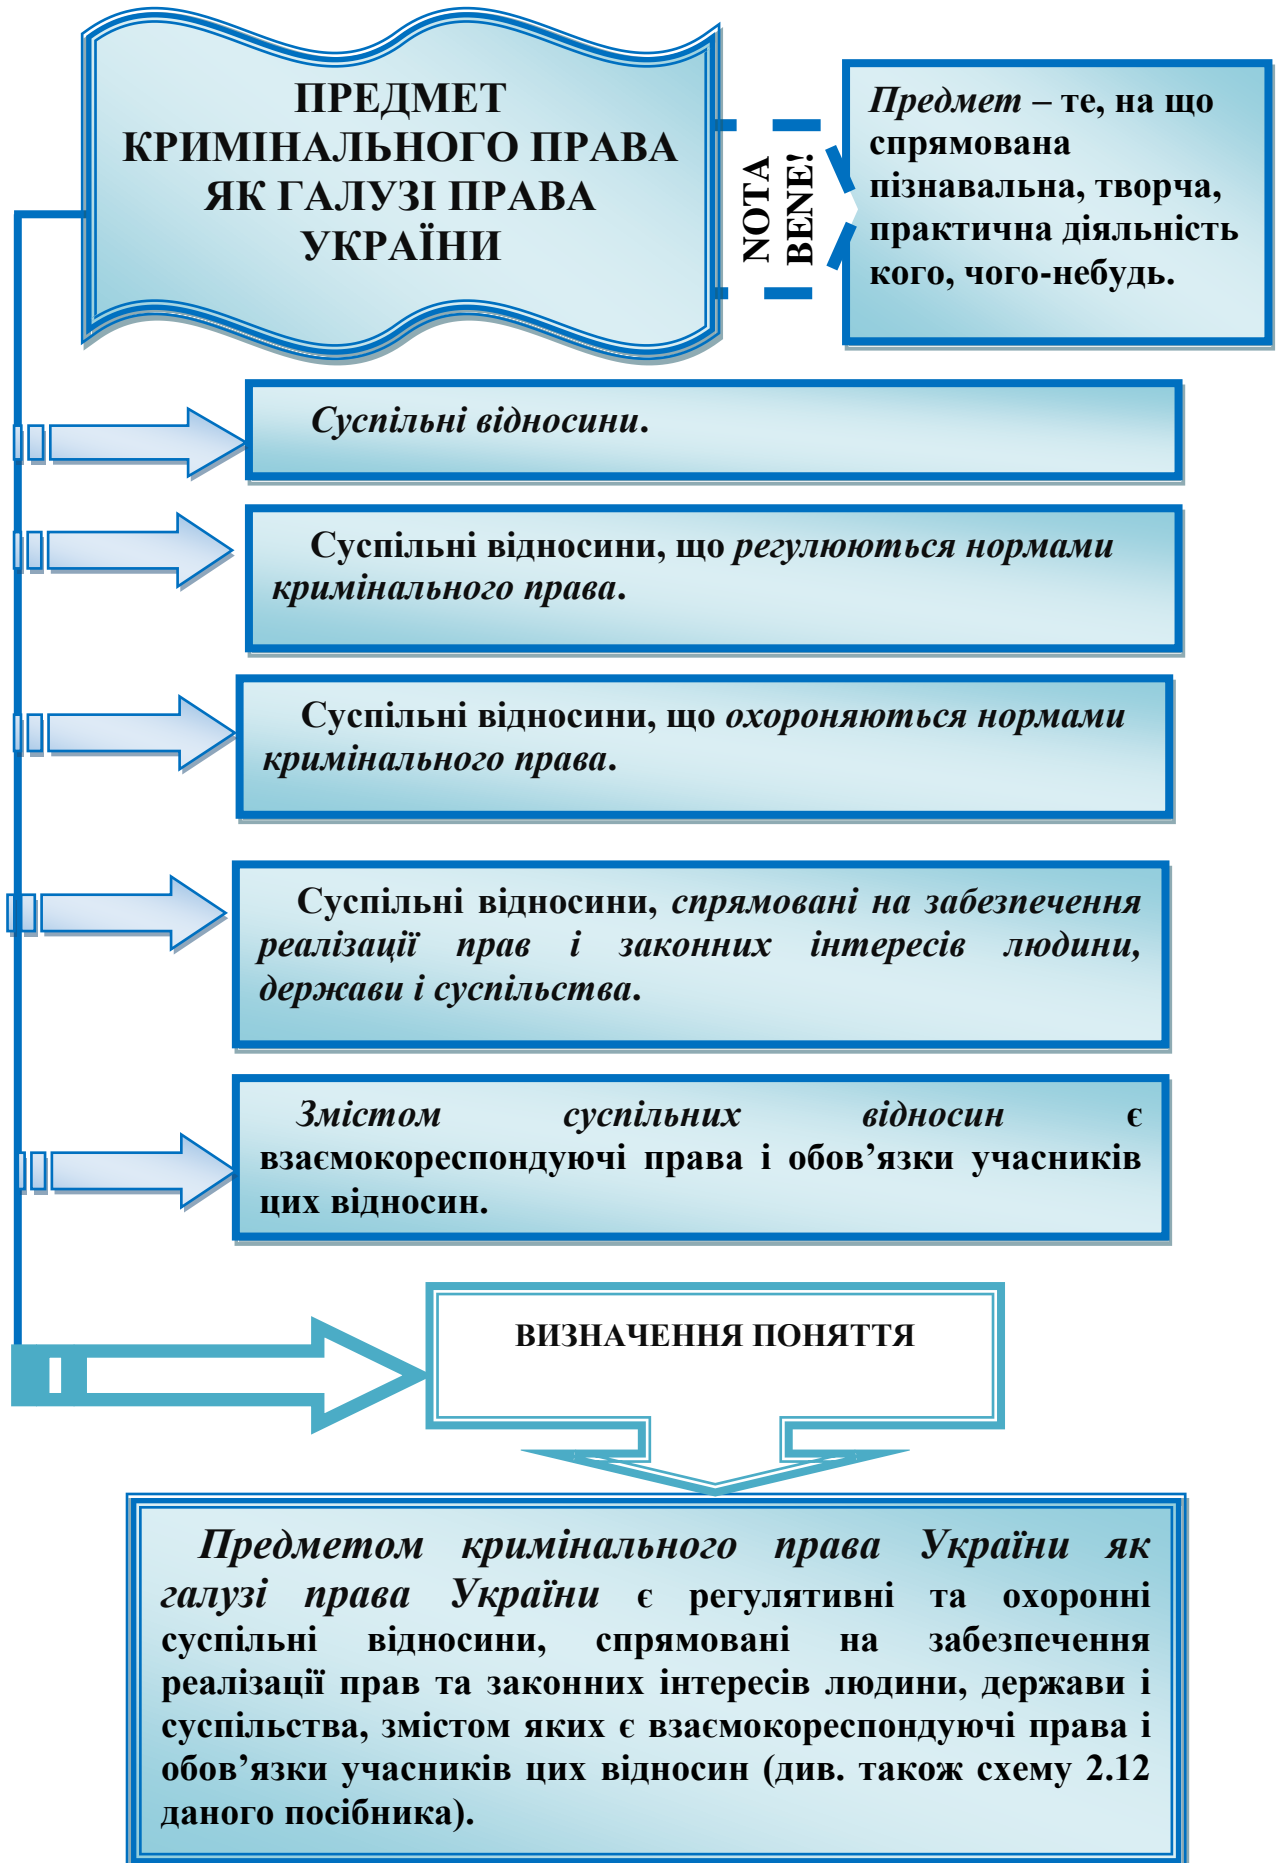 ПРЕДМЕТ
КРИМІНАЛЬНОГО ПРАВА
ЯК ГАЛУЗІ ПРАВА
УКРАЇНИ
NOTA
BENE!
Предмет – те, на що
спрямована
пізнавальна, творча,
практична діяльність
кого, чого-небудь.
Суспільні відносини.
Суспільні відносини, що регулюються нормами
кримінального права.
Суспільні відносини, що охороняються нормами
кримінального права.
Суспільні відносини, спрямовані на забезпечення
реалізації прав і законних інтересів людини,
держави і суспільства.
Змістом суспільних відносин є
взаємокореспондуючі права і обов’язки учасників
цих відносин.
ВИЗНАЧЕННЯ ПОНЯТТЯ
Предметом кримінального права України як
галузі права України є регулятивні та охоронні
суспільні відносини, спрямовані на забезпечення
реалізації прав та законних інтересів людини, держави і
суспільства, змістом яких є взаємокореспондуючі права і
обов’язки учасників цих відносин (див. також схему 2.12
даного посібника).